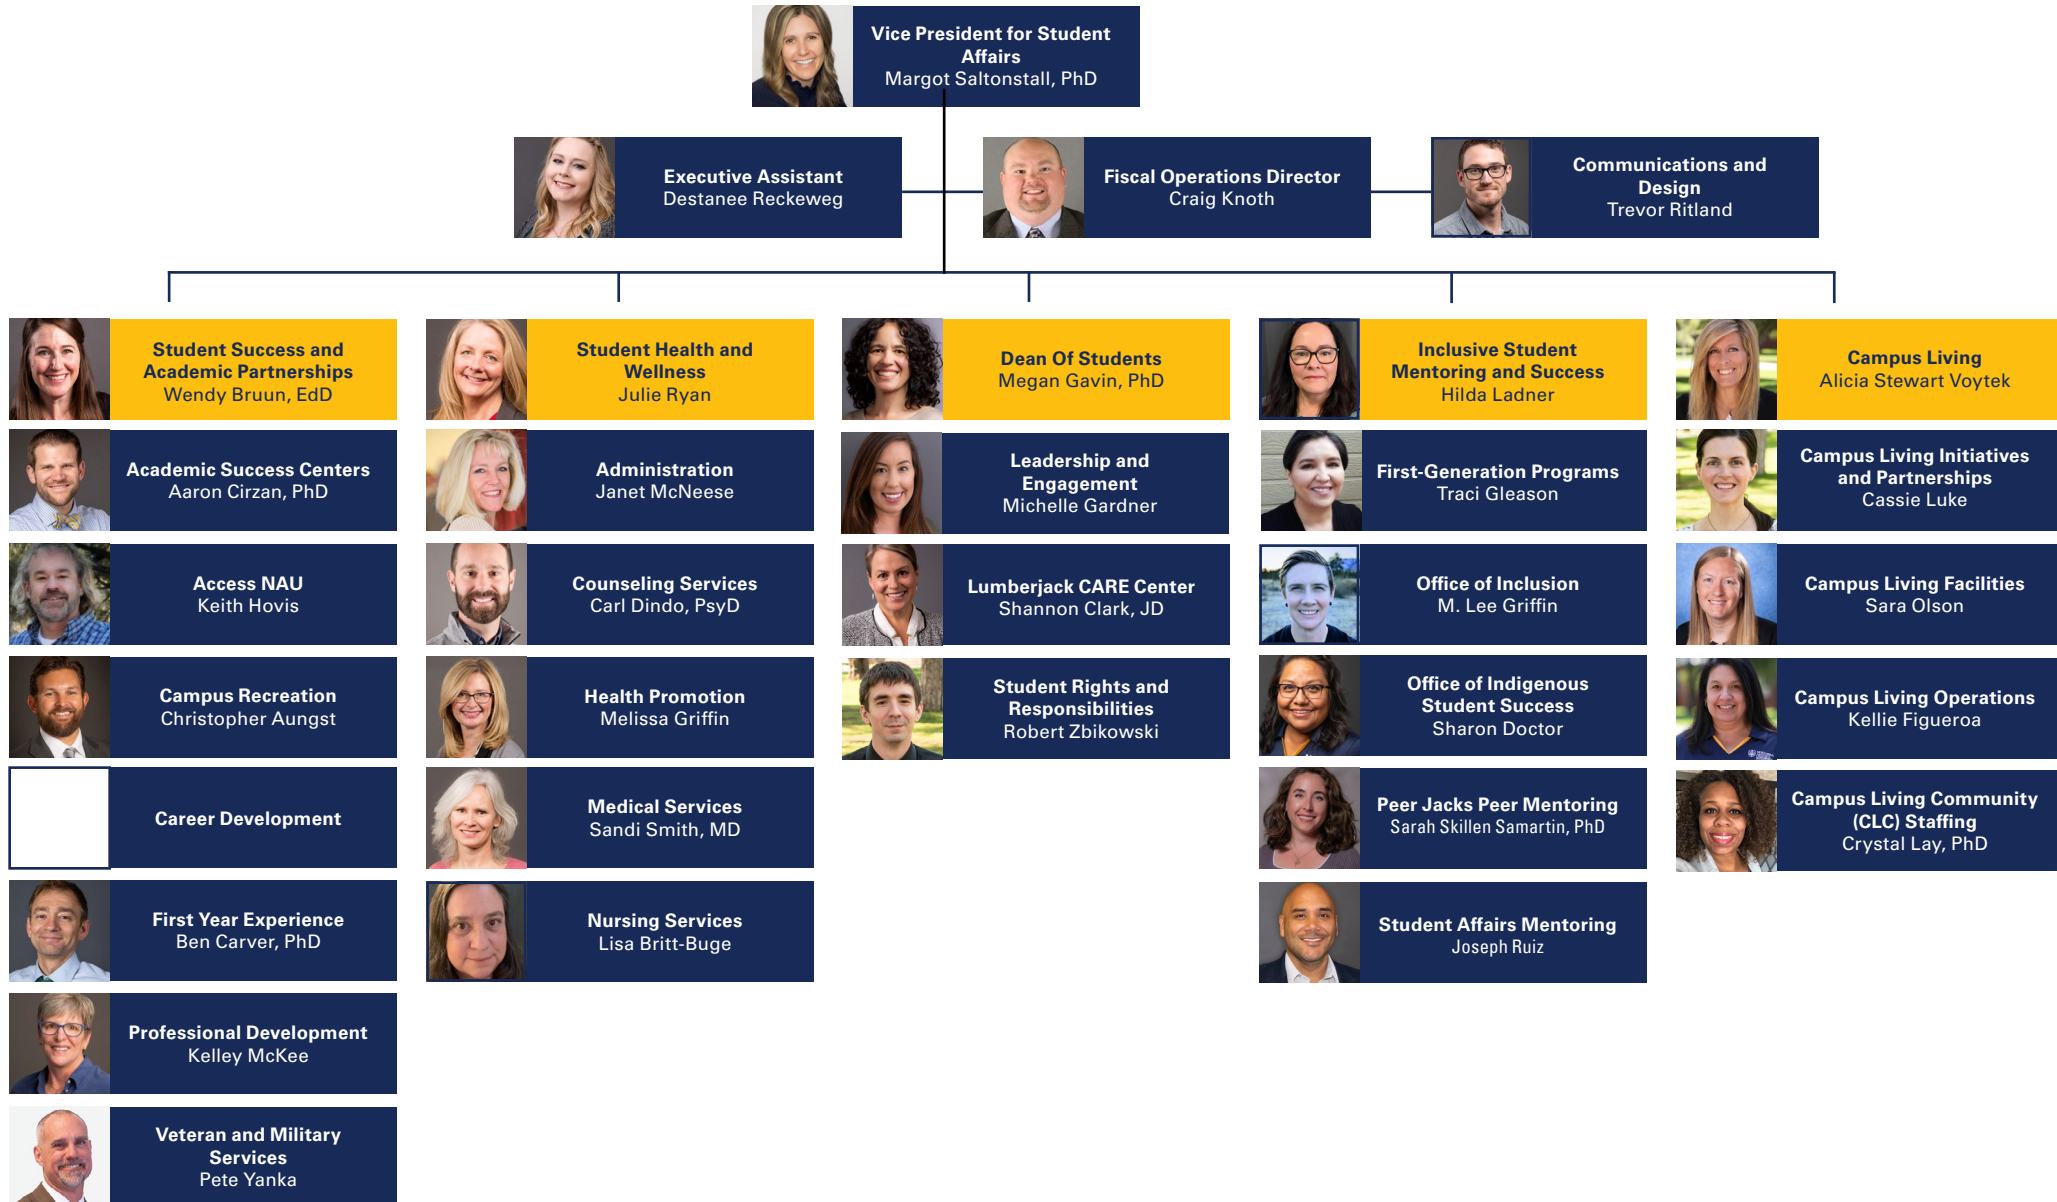 Vice President for Student
Affairs
Margot Saltonstall, PhD
Executive Assistant
Destanee Reckeweg
Fiscal Operations Director
Craig Knoth
Communications and
Design
Trevor Ritland
Student Success and
Academic Partnerships
Wendy Bruun, EdD
Academic Success Centers
Aaron Cirzan, PhD
Access NAU
Keith Hovis
Campus Recreation
Christopher Aungst
Career Development
First Year Experience
Ben Carver, PhD
Professional Development
Kelley McKee
Veteran and Military
Services
Pete Yanka
Student Health and
Wellness
Julie Ryan
Administration
Janet McNeese
Counseling Services
Carl Dindo, PsyD
Health Promotion
Melissa Griffin
Medical Services
Sandi Smith, MD
Nursing Services
Lisa Britt-Buge
Dean Of Students
Megan Gavin, PhD
Leadership and
Engagement
Michelle Gardner
Lumberjack CARE Center
Shannon Clark, JD
Student Rights and
Responsibilities
Robert Zbikowski
Inclusive Student
Mentoring and Success
Hilda Ladner
First-Generation Programs
Traci Gleason
Office of Inclusion
M. Lee Griffin
Office of Indigenous
Student Success
Sharon Doctor
Peer Jacks Peer Mentoring
Sarah Skillen Samartin, PhD
Student Affairs Mentoring
Joseph Ruiz
Campus Living
Alicia Stewart Voytek
Campus Living Initiatives
and Partnerships
Cassie Luke
Campus Living Facilities
Sara Olson
Campus Living Operations
Kellie Figueroa
Campus Living Community
(CLC) Staffing
Crystal Lay, PhD